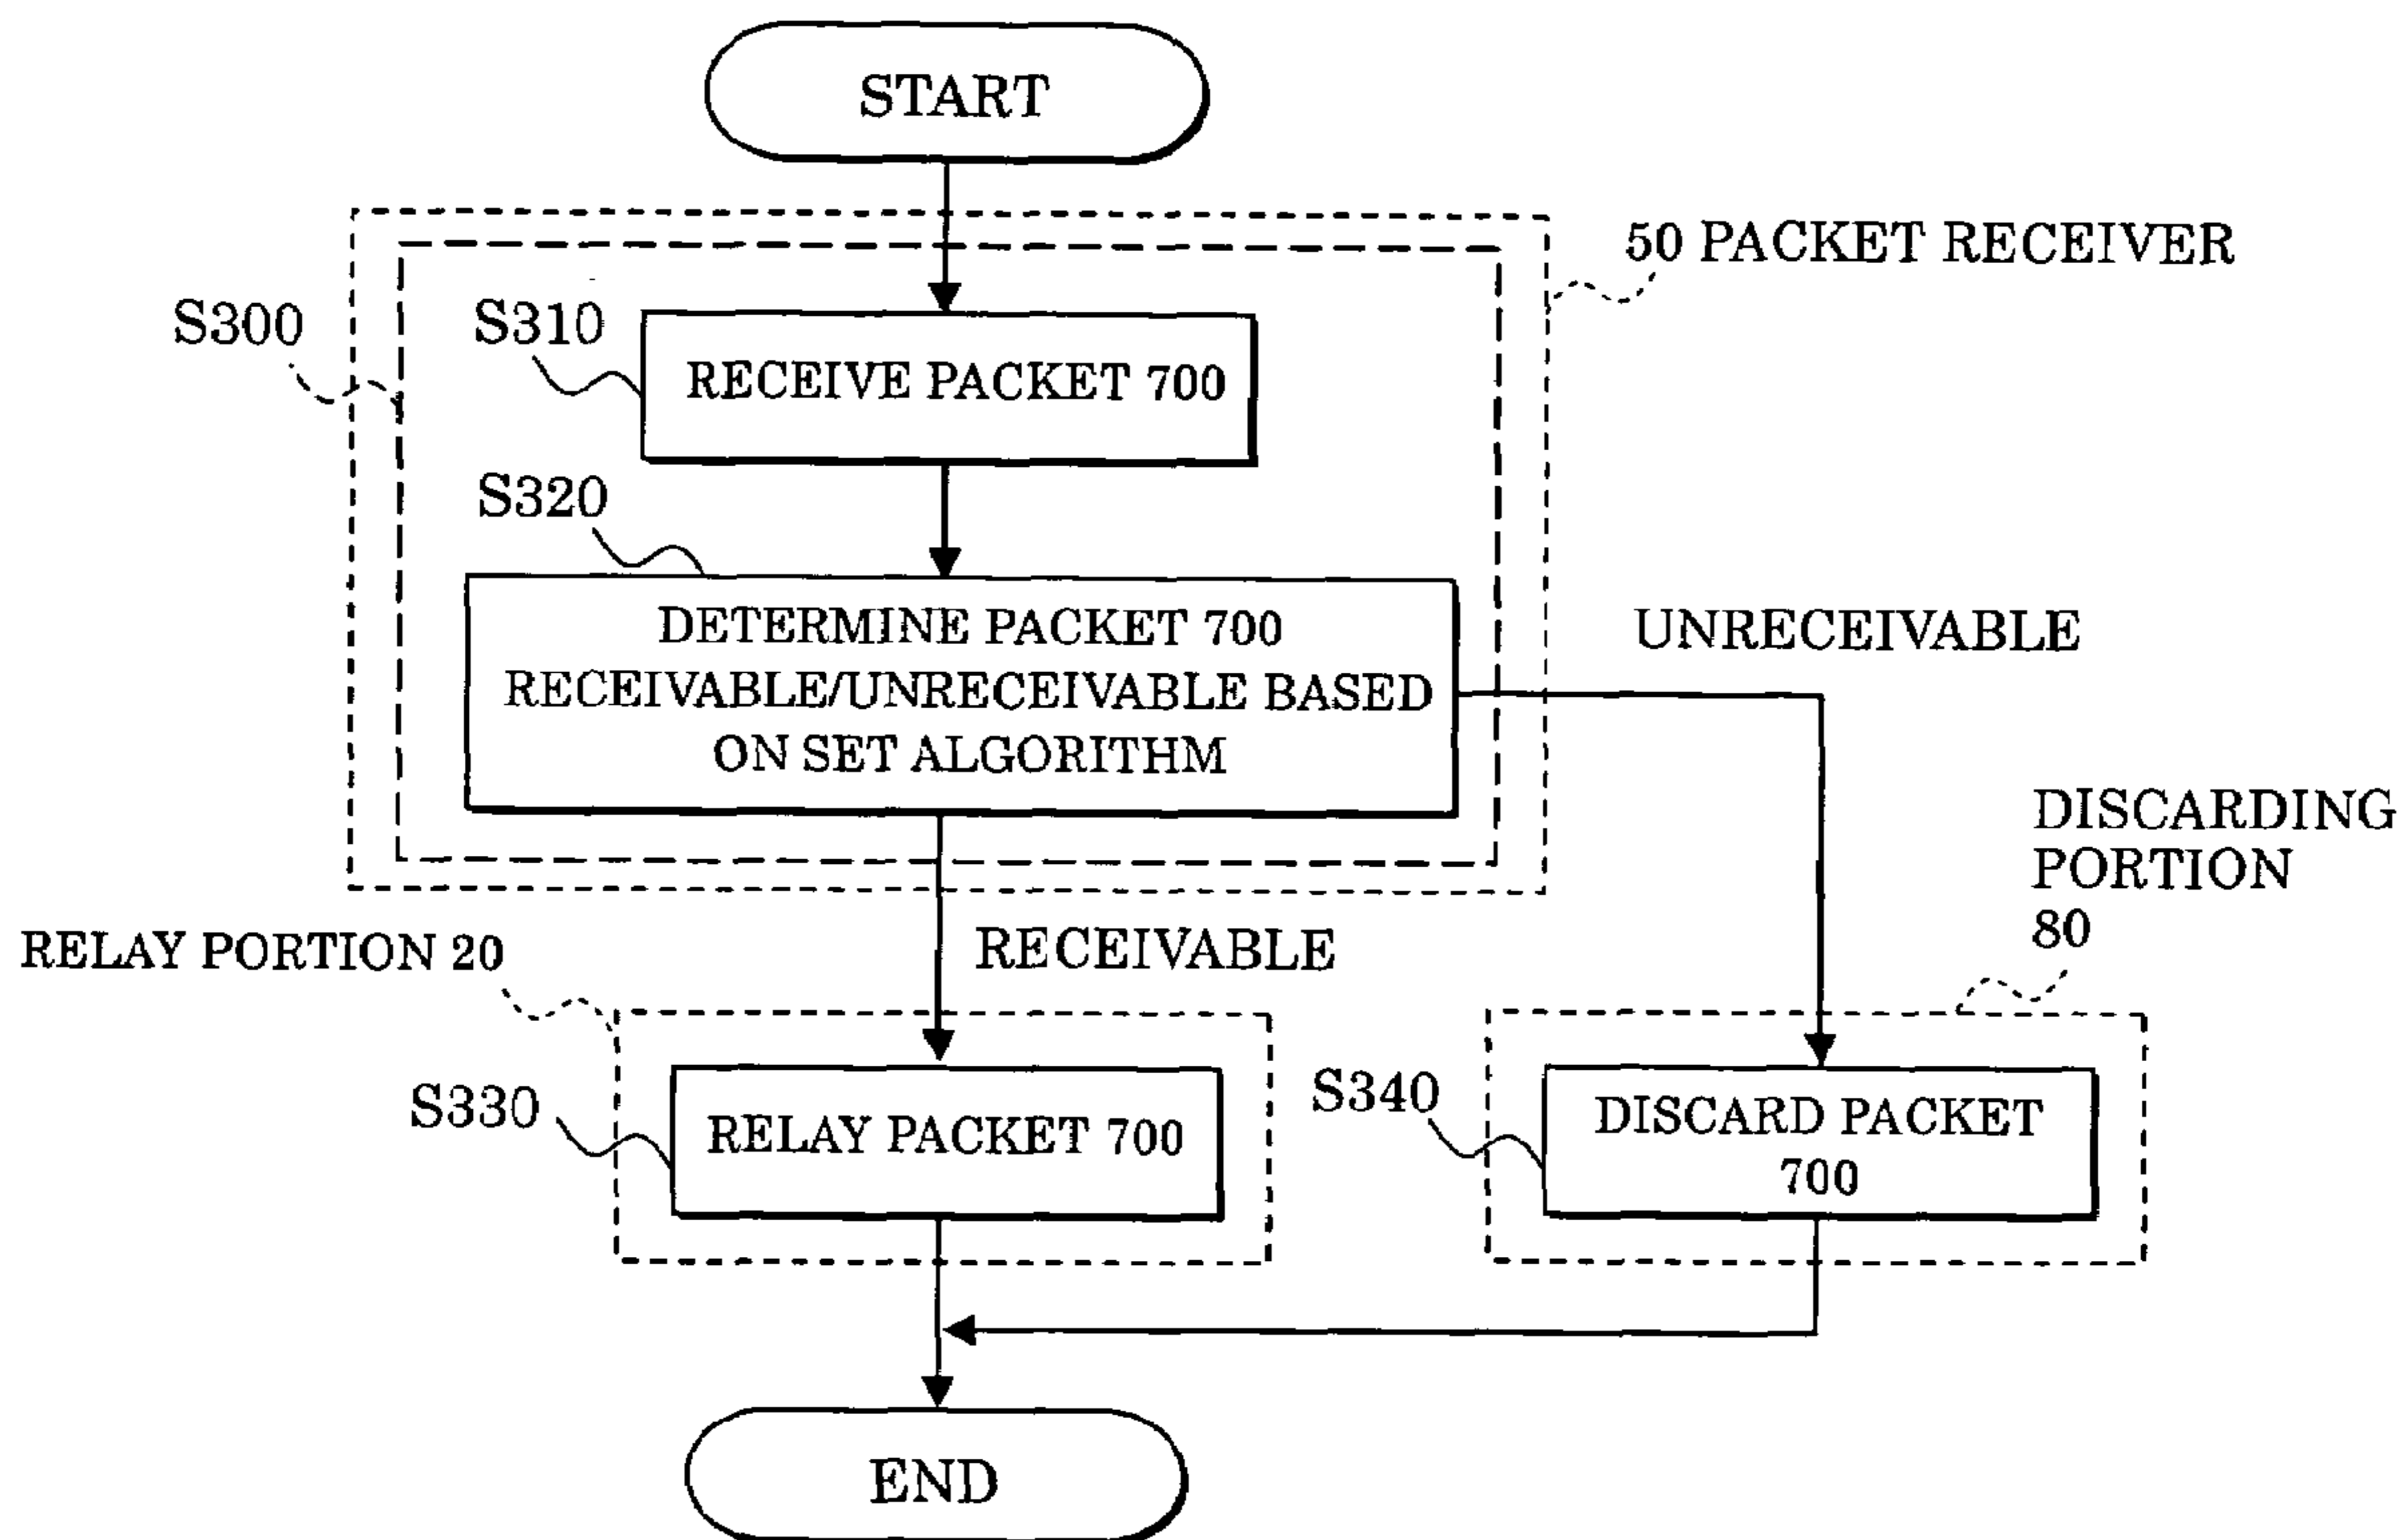 START
50 PACKET RECEIVER
S300
S310
RECEIVE PACKET 700
S320
DETERMINE PACKET 700
RECEIVABLE/UNRECEIVABLE BASED
ON SET ALGORITHM
UNRECEIVABLE
DISCARDING
PORTION
80
RELAY PORTION 20
RECEIVABLE
S330
RELAY PACKET 700
S340
DISCARD PACKET
700
END